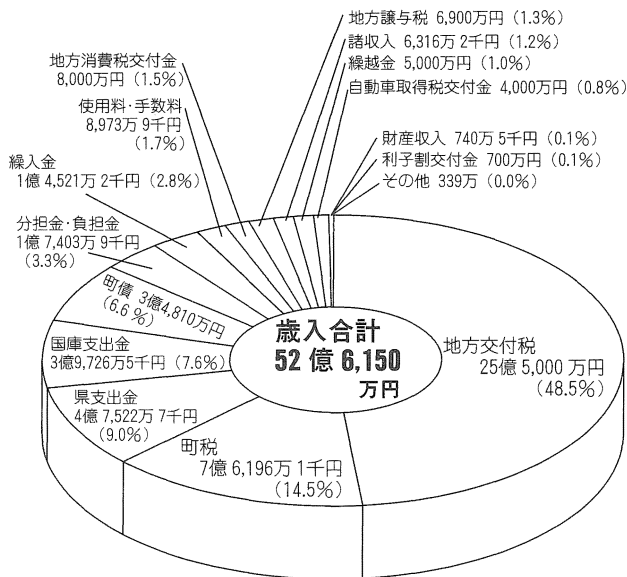 地方譲与税 6,900万円(1.3%)
諸収入 6,316万 2千円(1.2%)
繰越金 5,000万円(1.0%)
自動車取得税交付金 4,000万円(0.8%)
地方消費税交付金
8,000万円(1.5%)
使用料・手数料
8,973万 9千円
(1.7%)
繰入金
1億 4,521万 2千円(2.8%)
分担金・負担金
1億 7,403万 9千円
(3.3%)
財産収入 740万 5千円(0.1%)
利子割交付金 700万円(0.1%)
その他 339万(0.0%)
町債 3億4,810万円
(6.6%)
国庫支出金
3億9,726万5千円(7.6%)
県支出金
4億 7,522万 7千円
(9.0%)
町税
7億 6,196万 1千円
(14.5%)
地方交付税
25億 5,000 万円
(48.5%)
歳入合計
52 億 6,150
万円